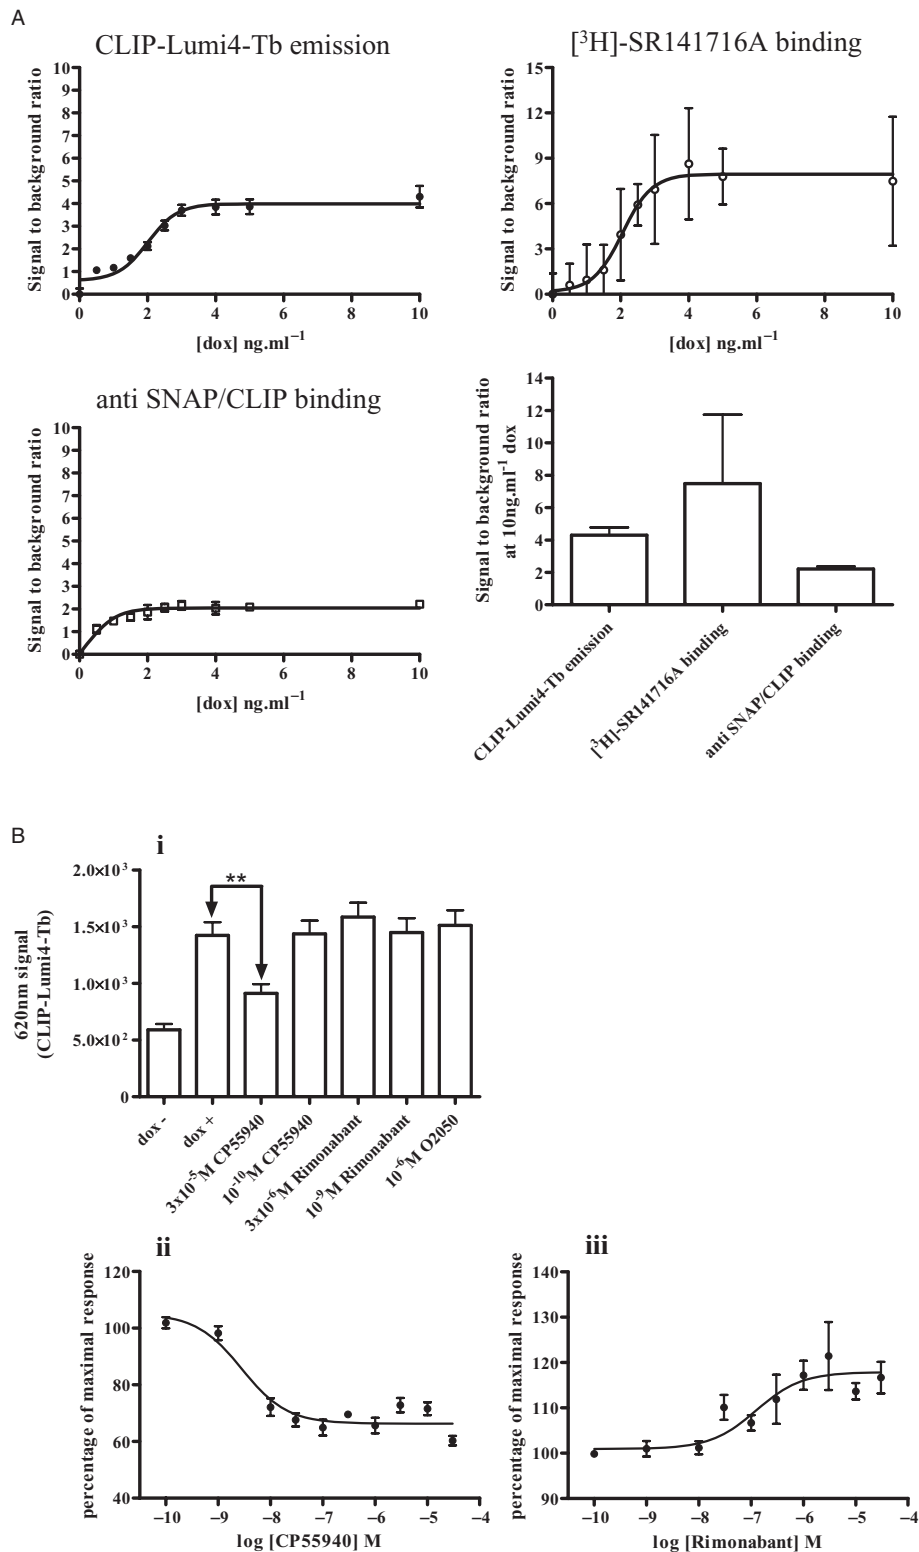 A
CLIP-Lumi4-Tb emission
Signal to background ratio
10
9
8
7
6
5
4
3
2
1
0
0 2 4 6 8 10
[dox] ng.ml⁻¹
[³H]-SR141716A binding
Signal to background ratio
15
12
9
6
3
0
0 2 4 6 8 10
[dox] ng.ml⁻¹
anti SNAP/CLIP binding
Signal to background ratio
10
9
8
7
6
5
4
3
2
1
0
0 2 4 6 8 10
[dox] ng.ml⁻¹
Signal to background ratio
at 10ng.ml⁻¹ dox
14
12
10
8
6
4
2
0
CLIP-Lumi4-Tb emission
[³H]-SR141716A binding
anti SNAP/CLIP binding
B
i
620nm signal
(CLIP-Lumi4-Tb)
2.0×10³
1.5×10³
1.0×10³
5.0×10²
0
**
dox -
dox +
3x10⁻⁵M CP55940
10⁻¹⁰M CP55940
3x10⁻⁶M Rimonabant
10⁻⁹M Rimonabant
10⁻⁶M O2050
ii
percentage of maximal response
120
100
80
60
40
−10 −9 −8 −7 −6 −5 −4
log [CP55940] M
iii
percentage of maximal response
140
130
120
110
100
90
−10 −9 −8 −7 −6 −5 −4
log [Rimonabant] M